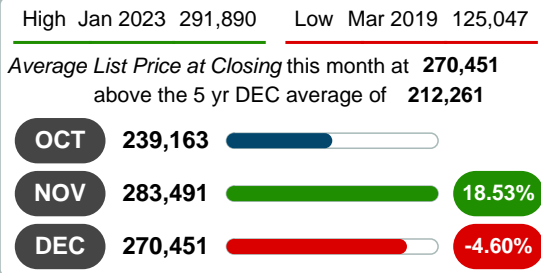 High Jan 2023 291,890 Low Mar 2019 125,047
Average List Price at Closing this month at 270,451
above the 5 yr DEC average of 212,261
OCT 239,163
NOV 283,491 18.53%
DEC 270,451 -4.60%